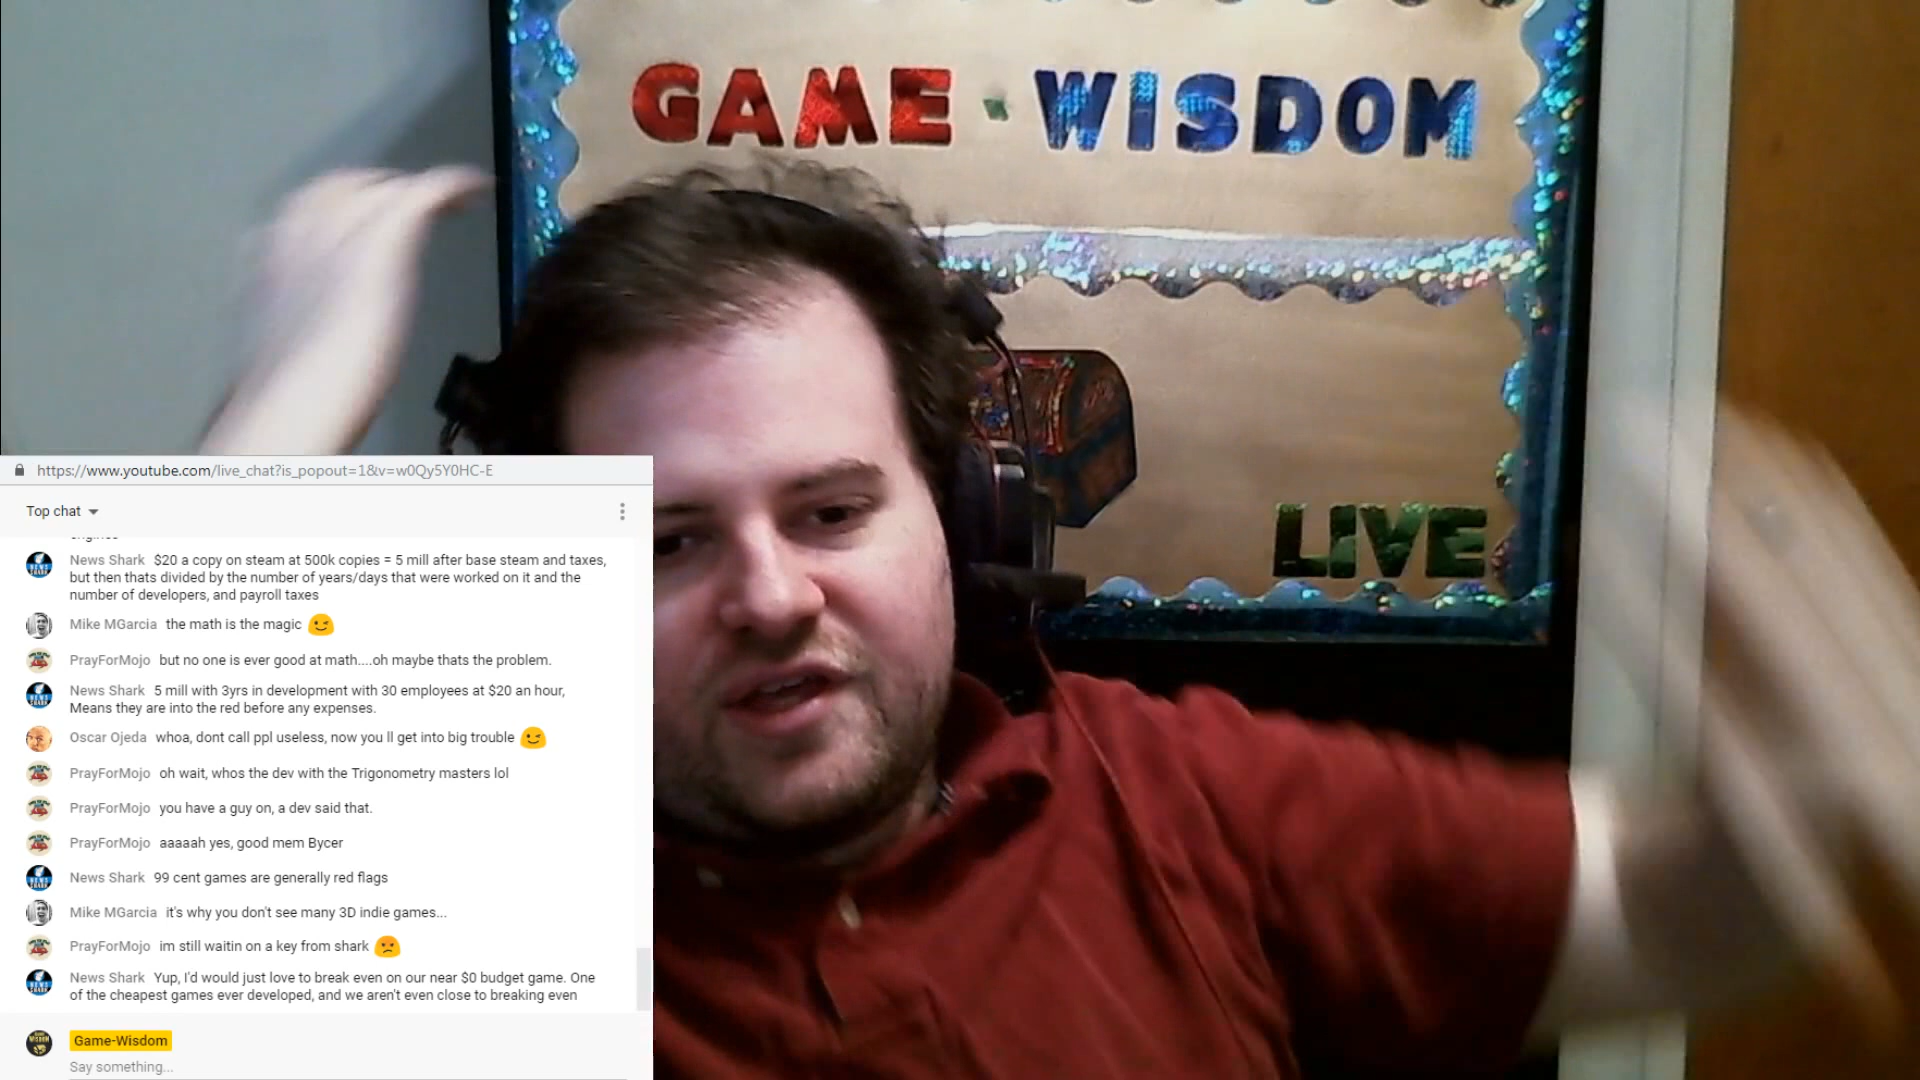 GAME · WISDOM
LIVE
https://www.youtube.com/live_chat?is_popout=1&v=w0Qy5Y0HC-E
Top chat
engines
News Shark $20 a copy on steam at 500k copies = 5 mill after base steam and taxes,
but then thats divided by the number of years/days that were worked on it and the
number of developers, and payroll taxes
Mike MGarcia the math is the magic 😉
PrayForMojo but no one is ever good at math....oh maybe thats the problem.
News Shark 5 mill with 3yrs in development with 30 employees at $20 an hour,
Means they are into the red before any expenses.
Oscar Ojeda whoa, dont call ppl useless, now you ll get into big trouble 😉
PrayForMojo oh wait, whos the dev with the Trigonometry masters lol
PrayForMojo you have a guy on, a dev said that.
PrayForMojo aaaaah yes, good mem Bycer
News Shark 99 cent games are generally red flags
Mike MGarcia it's why you don't see many 3D indie games...
PrayForMojo im still waitin on a key from shark 😠
News Shark Yup, I'd would just love to break even on our near $0 budget game. One
of the cheapest games ever developed, and we aren't even close to breaking even
Game-Wisdom
Say something...